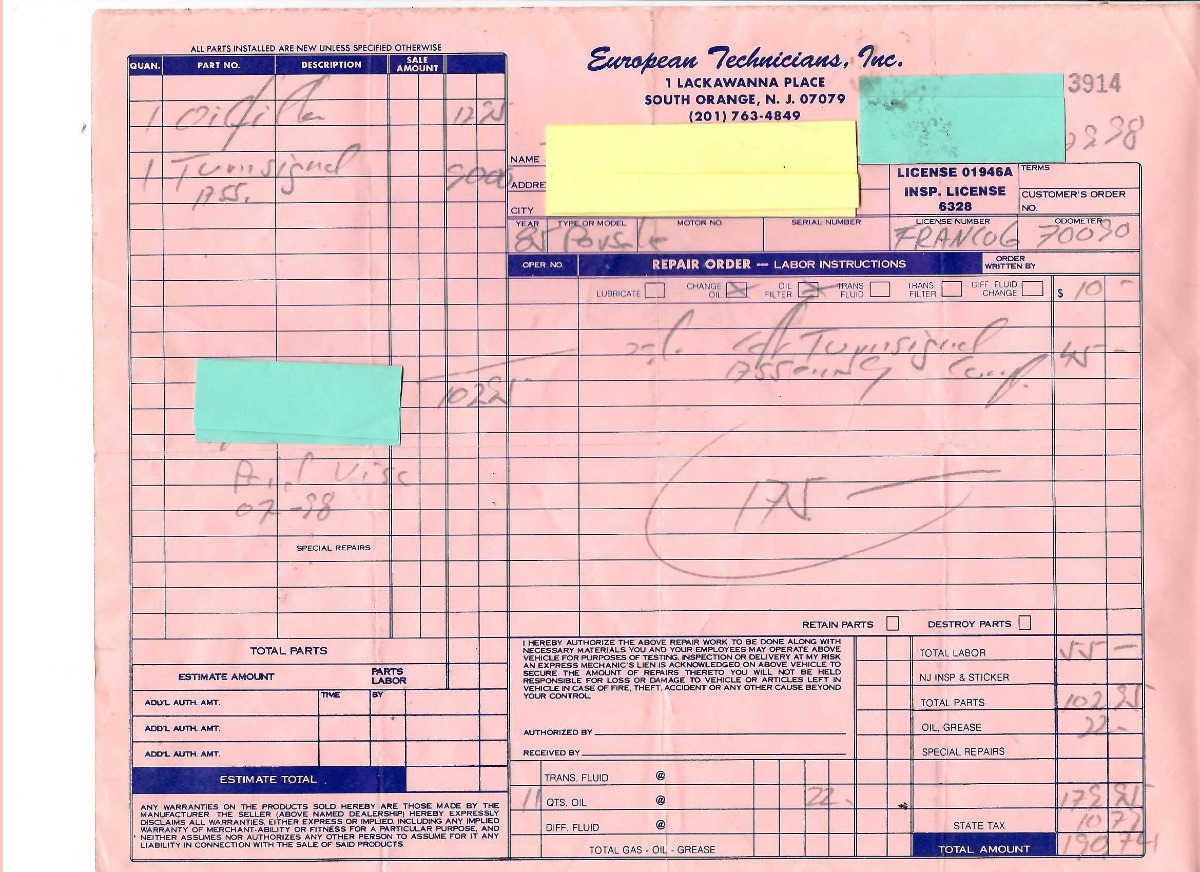 ALL PARTS INSTALLED ARE NEW UNLESS SPECIFIED OTHERWISE
QUAN. PART NO. DESCRIPTION SALE AMOUNT
1 Oilfilter 12 95
1 Turnsignal 90 00
ASS.
102 95
07-98
SPECIAL REPAIRS
TOTAL PARTS
ESTIMATE AMOUNT PARTS LABOR
TIME BY
ADD'L AUTH. AMT.
ADD'L AUTH. AMT.
ADD'L AUTH. AMT.
ESTIMATE TOTAL
ANY WARRANTIES ON THE PRODUCTS SOLD HEREBY ARE THOSE MADE BY THE
MANUFACTURER. THE SELLER (ABOVE NAMED DEALERSHIP) HEREBY EXPRESSLY
DISCLAIMS ALL WARRANTIES. EITHER EXPRESS OR IMPLIED. INCLUDING ANY IMPLIED
WARRANTY OF MERCHANT-ABILITY OR FITNESS FOR A PARTICULAR PURPOSE, AND
NEITHER ASSUMES NOR AUTHORIZES ANY OTHER PERSON TO ASSUME FOR IT ANY
LIABILITY IN CONNECTION WITH THE SALE OF SAID PRODUCTS.
European Technicians, Inc.
1 LACKAWANNA PLACE
SOUTH ORANGE, N. J. 07079
(201) 763-4849
3914
98
NAME
ADDRE
CITY
LICENSE 01946A
INSP. LICENSE
6328
TERMS
CUSTOMER'S ORDER
NO.
YEAR TYPE OR MODEL MOTOR NO. SERIAL NUMBER LICENSE NUMBER ODOMETER
85 Porsche FRANCO6 70090
OPER. NO. REPAIR ORDER — LABOR INSTRUCTIONS ORDER WRITTEN BY
LUBRICATE CHANGE OIL OIL FILTER TRANS FLUID TRANS FILTER DIFF FLUID CHANGE $ 10 -
Turnsignal 45 -
Assembly
175 —
RETAIN PARTS DESTROY PARTS
I HEREBY AUTHORIZE THE ABOVE REPAIR WORK TO BE DONE ALONG WITH
NECESSARY MATERIALS YOU AND YOUR EMPLOYEES MAY OPERATE ABOVE
VEHICLE FOR PURPOSES OF TESTING, INSPECTION OR DELIVERY AT MY RISK
AN EXPRESS MECHANIC'S LIEN IS ACKNOWLEDGED ON ABOVE VEHICLE TO
SECURE THE AMOUNT OF REPAIRS THERETO YOU WILL NOT BE HELD
RESPONSIBLE FOR LOSS OR DAMAGE TO VEHICLE OR ARTICLES LEFT IN
VEHICLE IN CASE OF FIRE, THEFT, ACCIDENT OR ANY OTHER CAUSE BEYOND
YOUR CONTROL.
AUTHORIZED BY
RECEIVED BY
TRANS. FLUID @
11 QTS. OIL @ 22 -
DIFF. FLUID @
TOTAL GAS - OIL - GREASE
TOTAL LABOR 55 —
NJ INSP & STICKER
TOTAL PARTS 102 95
OIL, GREASE 22 -
SPECIAL REPAIRS
179 95
STATE TAX 10 79
TOTAL AMOUNT 190 74